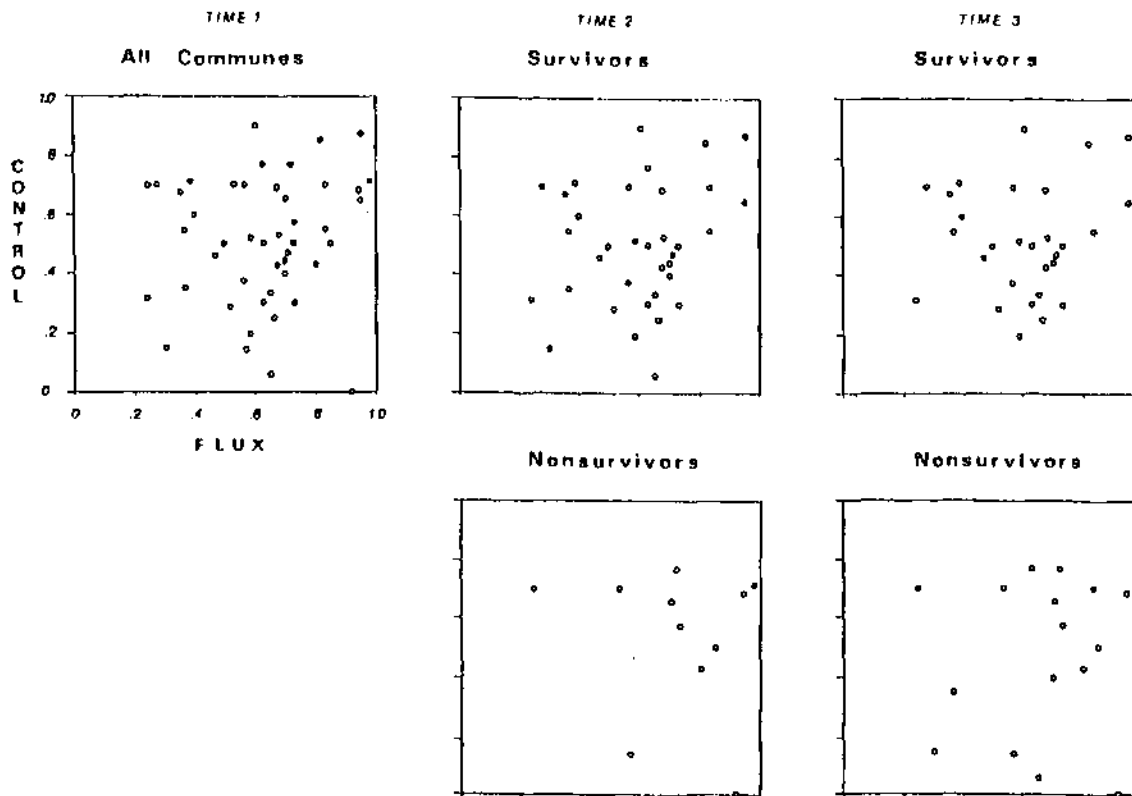 TIME 1
TIME 2
TIME 3
All Communes
Survivors
Survivors
1.0
.8
.6
.4
.2
0
CONTROL
0 .2 .4 .6 .8 1.0
FLUX
Nonsurvivors
Nonsurvivors